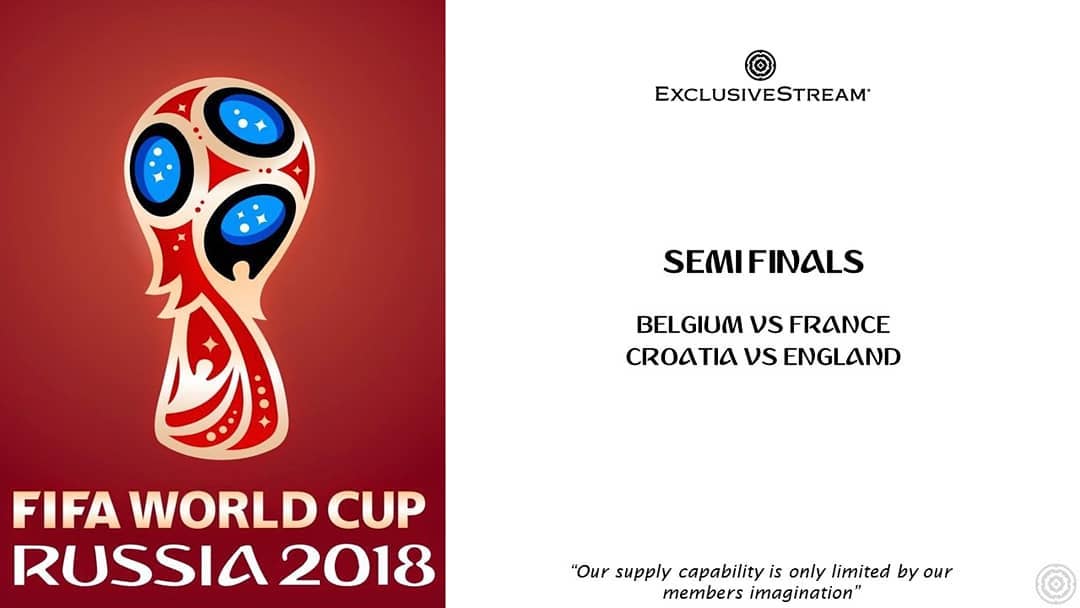 FIFA WORLD CUP
RUSSIA 2018
EXCLUSIVESTREAM
SEMI FINALS
BELGIUM VS FRANCE
CROATIA VS ENGLAND
"Our supply capability is only limited by our
members imagination"